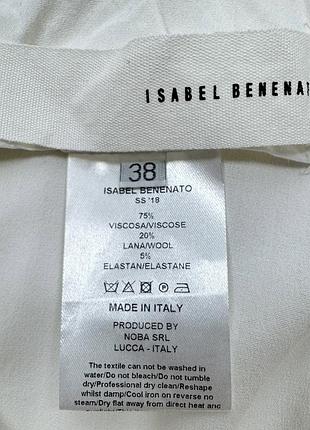 ISABEL BENENA
38
ISABEL BENENATO
SS '18
75%
VISCOSA/VISCOSE
20%
LANA/WOOL
5%
ELASTAN/ELASTANE
MADE IN ITALY
PRODUCED BY
NOBA SRL
LUCCA - ITALY
The textile can not be washed in
water/Do not bleach/Do not tumble
dry/Professional dry clean/Reshape
whilst damp/Cool iron on reverse no
steam/Dry flat away from direct heat and